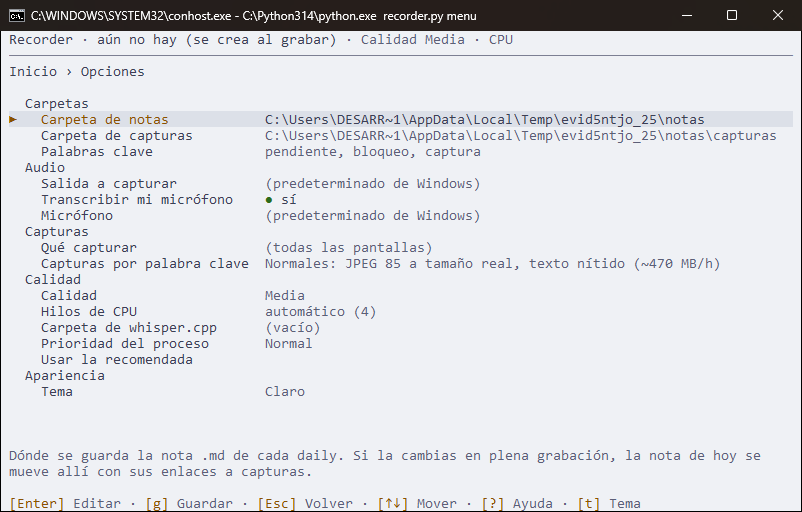 C:\WINDOWS\SYSTEM32\conhost.exe - C:\Python314\python.exe recorder.py menu
Recorder · aún no hay (se crea al grabar) · Calidad Media · CPU
Inicio › Opciones
Carpetas
► Carpeta de notas C:\Users\DESARR~1\AppData\Local\Temp\evid5ntjo_25\notas
Carpeta de capturas C:\Users\DESARR~1\AppData\Local\Temp\evid5ntjo_25\notas\capturas
Palabras clave pendiente, bloqueo, captura
Audio
Salida a capturar (predeterminado de Windows)
Transcribir mi micrófono ● sí
Micrófono (predeterminado de Windows)
Capturas
Qué capturar (todas las pantallas)
Capturas por palabra clave Normales: JPEG 85 a tamaño real, texto nítido (~470 MB/h)
Calidad
Calidad Media
Hilos de CPU automático (4)
Carpeta de whisper.cpp (vacío)
Prioridad del proceso Normal
Usar la recomendada
Apariencia
Tema Claro
Dónde se guarda la nota .md de cada daily. Si la cambias en plena grabación, la nota de hoy se
mueve allí con sus enlaces a capturas.
[Enter] Editar · [g] Guardar · [Esc] Volver · [↑↓] Mover · [?] Ayuda · [t] Tema